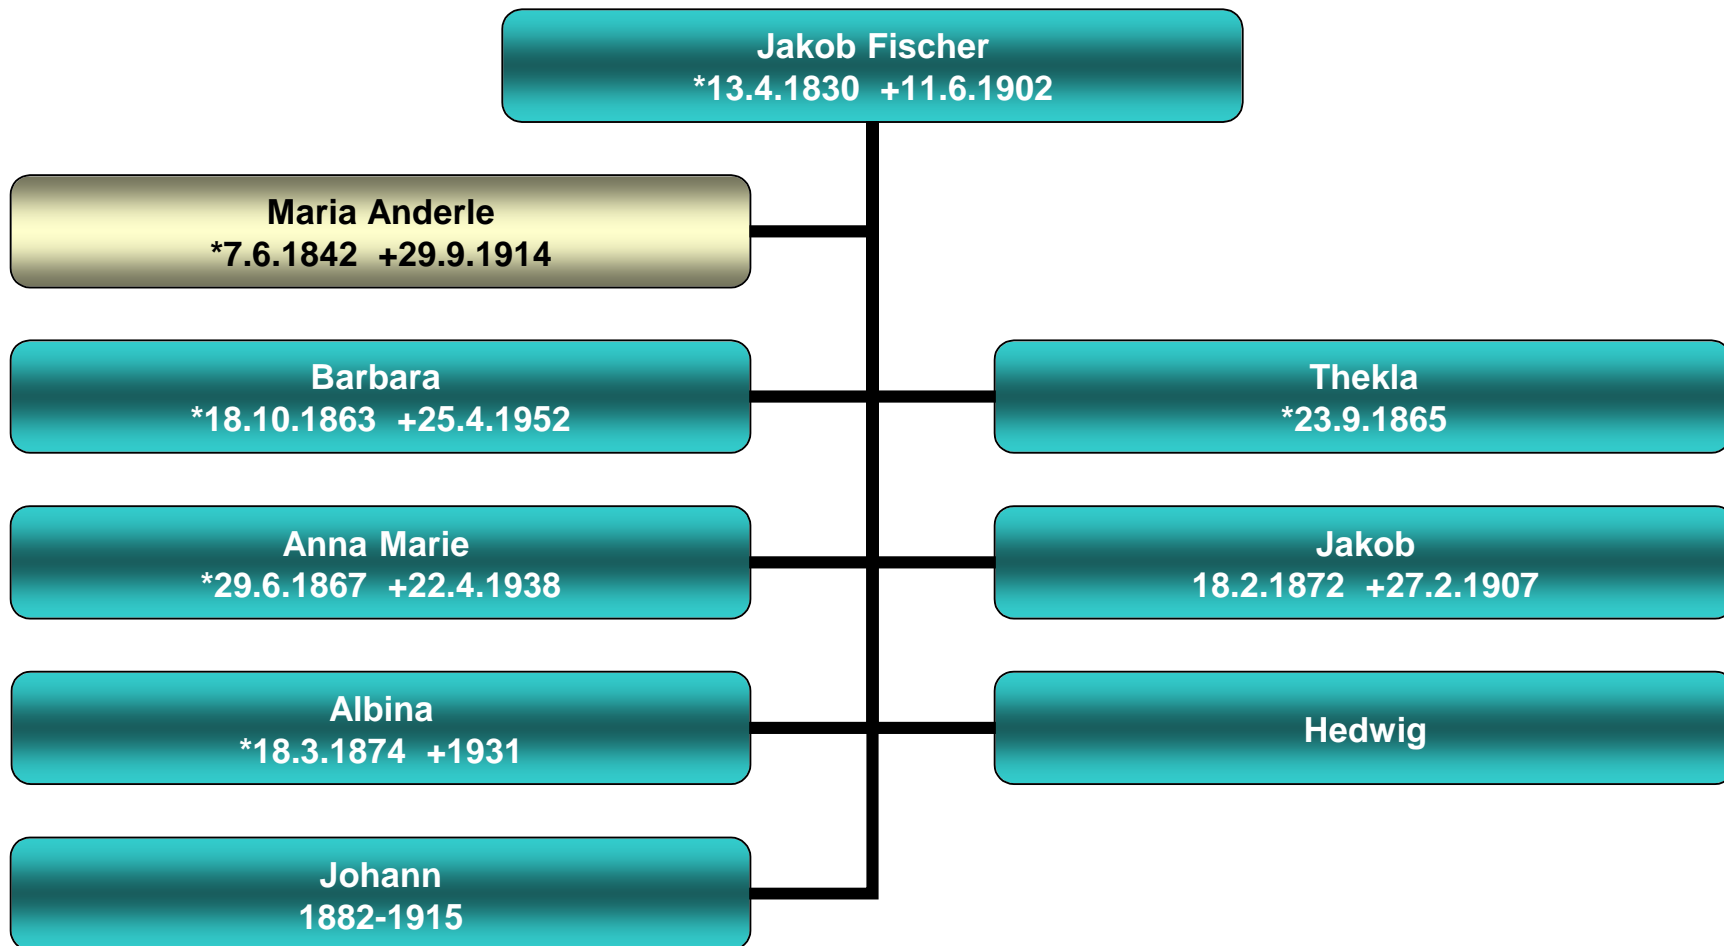 Jakob Fischer
*13.4.1830  +11.6.1902
Maria Anderle
*7.6.1842  +29.9.1914
Barbara
*18.10.1863  +25.4.1952
Thekla
*23.9.1865
Anna Marie
*29.6.1867  +22.4.1938
Jakob
18.2.1872  +27.2.1907
Albina
*18.3.1874  +1931
Hedwig
Johann
1882-1915